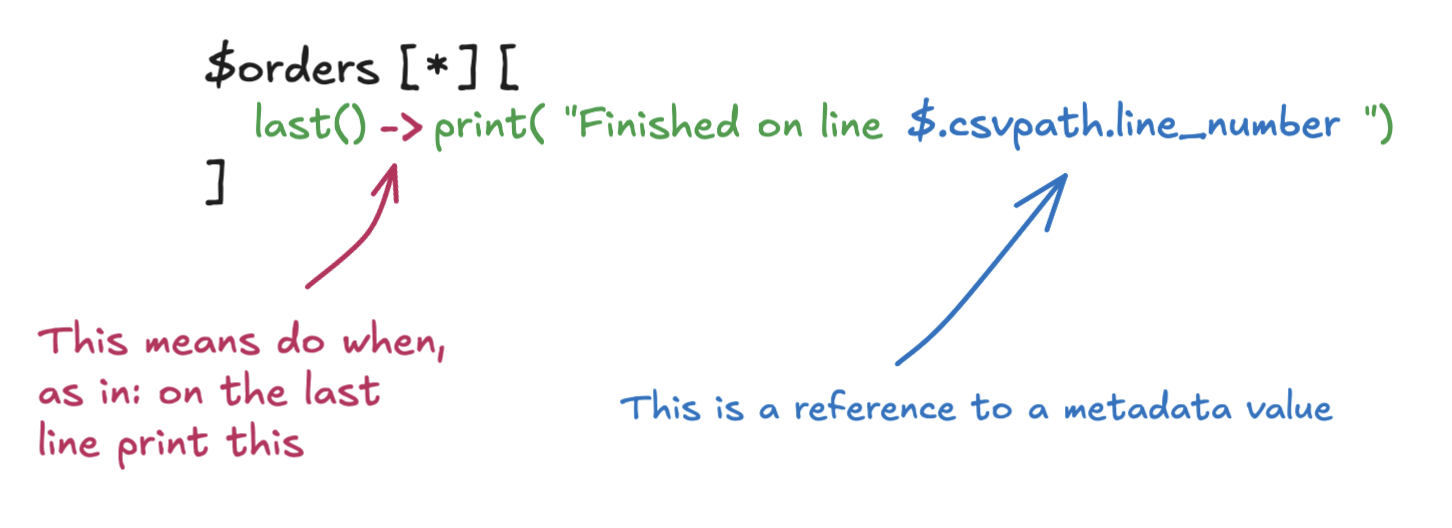 $orders [*] [
last() -> print( "Finished on line $.csvpath.line_number ")
]
This means do when,
as in: on the last
line print this
This is a reference to a metadata value